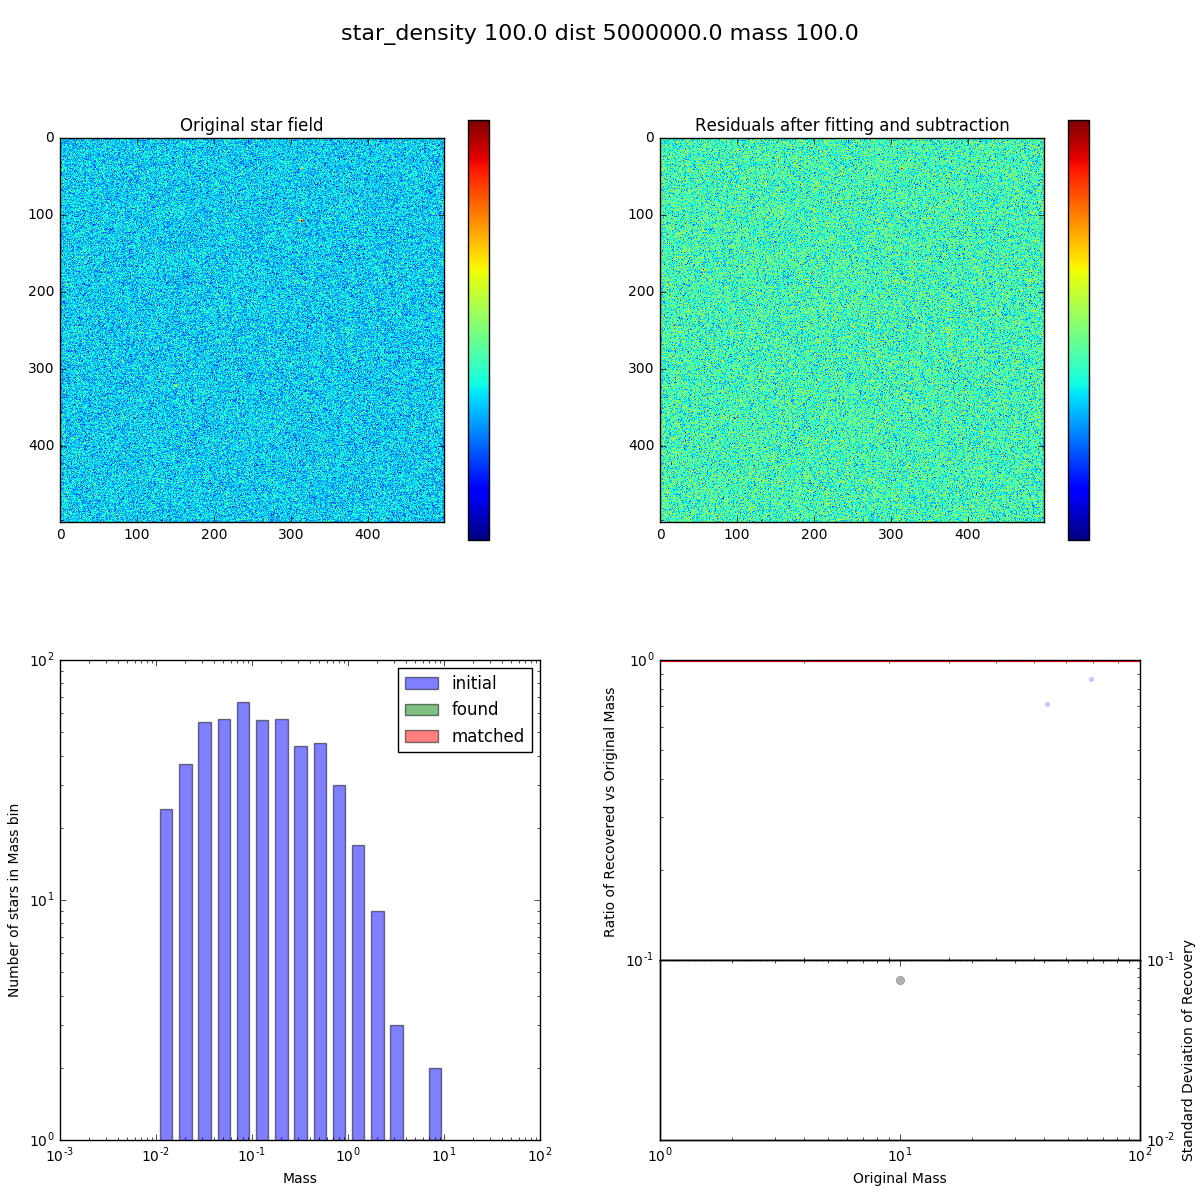 star_density 100.0 dist 5000000.0 mass 100.0
Original star field
0
100
200
300
400
0 100 200 300 400
Residuals after fitting and subtraction
0
100
200
300
400
0 100 200 300 400
Number of stars in Mass bin
10^2
10^1
10^0
10^-3 10^-2 10^-1 10^0 10^1 10^2
Mass
initial
found
matched
Ratio of Recovered vs Original Mass
10^0
10^-1
10^-1
10^-2
Standard Deviation of Recovery
10^0 10^1 10^2
Original Mass